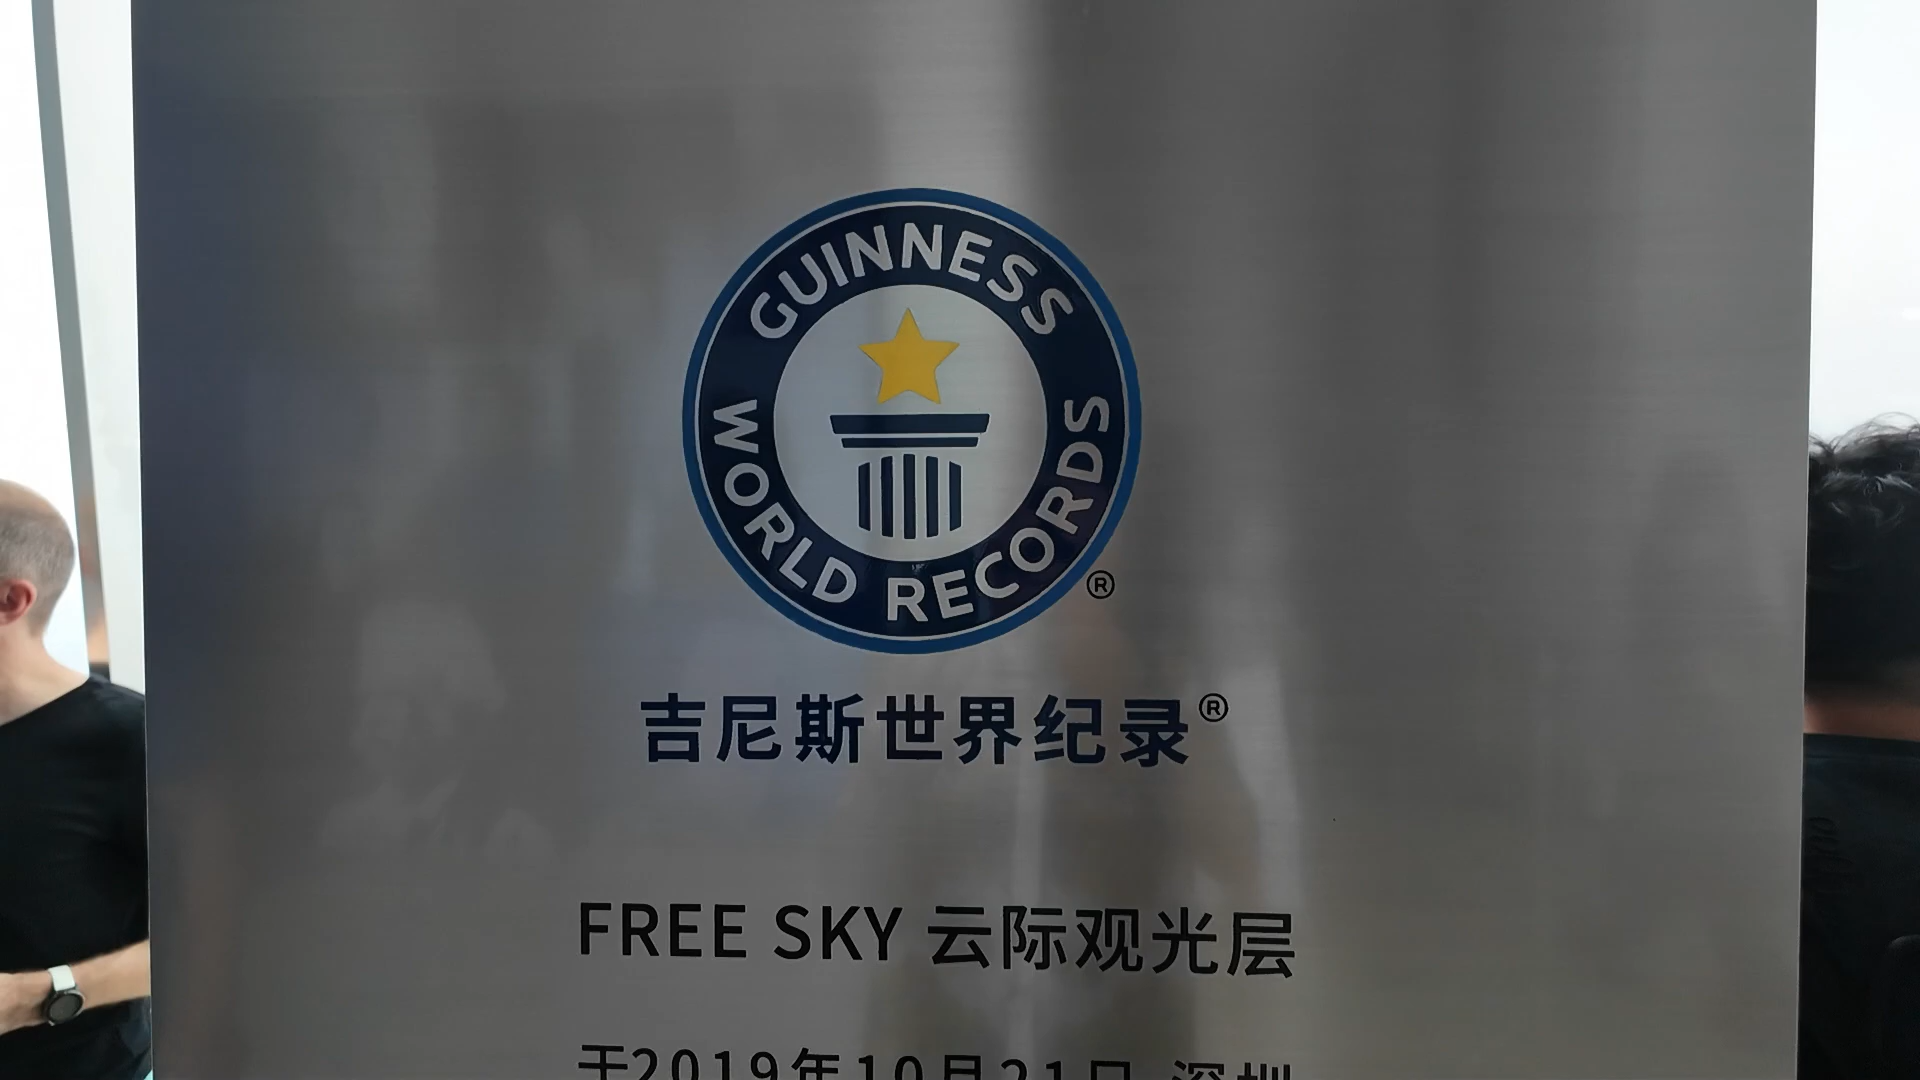 GUINNESS
WORLD RECORDS
®
吉尼斯世界纪录®
FREE SKY 云际观光层
于2019年10月21日 深圳